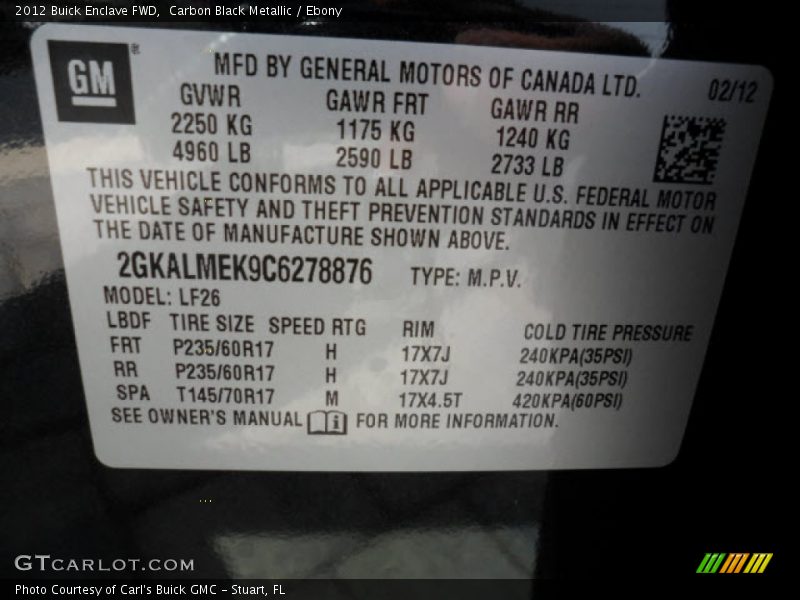 2012 Buick Enclave FWD,  Carbon Black Metallic / Ebony
GM ®
MFD BY GENERAL MOTORS OF CANADA LTD. 02/12
GVWR GAWR FRT GAWR RR
2250 KG 1175 KG 1240 KG
4960 LB 2590 LB 2733 LB
THIS VEHICLE CONFORMS TO ALL APPLICABLE U.S. FEDERAL MOTOR
VEHICLE SAFETY AND THEFT PREVENTION STANDARDS IN EFFECT ON
THE DATE OF MANUFACTURE SHOWN ABOVE.
2GKALMEK9C6278876 TYPE: M.P.V.
MODEL: LF26
LBDF TIRE SIZE SPEED RTG RIM COLD TIRE PRESSURE
FRT P235/60R17 H 17X7J 240KPA(35PSI)
RR P235/60R17 H 17X7J 240KPA(35PSI)
SPA T145/70R17 M 17X4.5T 420KPA(60PSI)
SEE OWNER'S MANUAL i FOR MORE INFORMATION.
GTCARLOT.COM
Photo Courtesy of Carl's Buick GMC - Stuart, FL